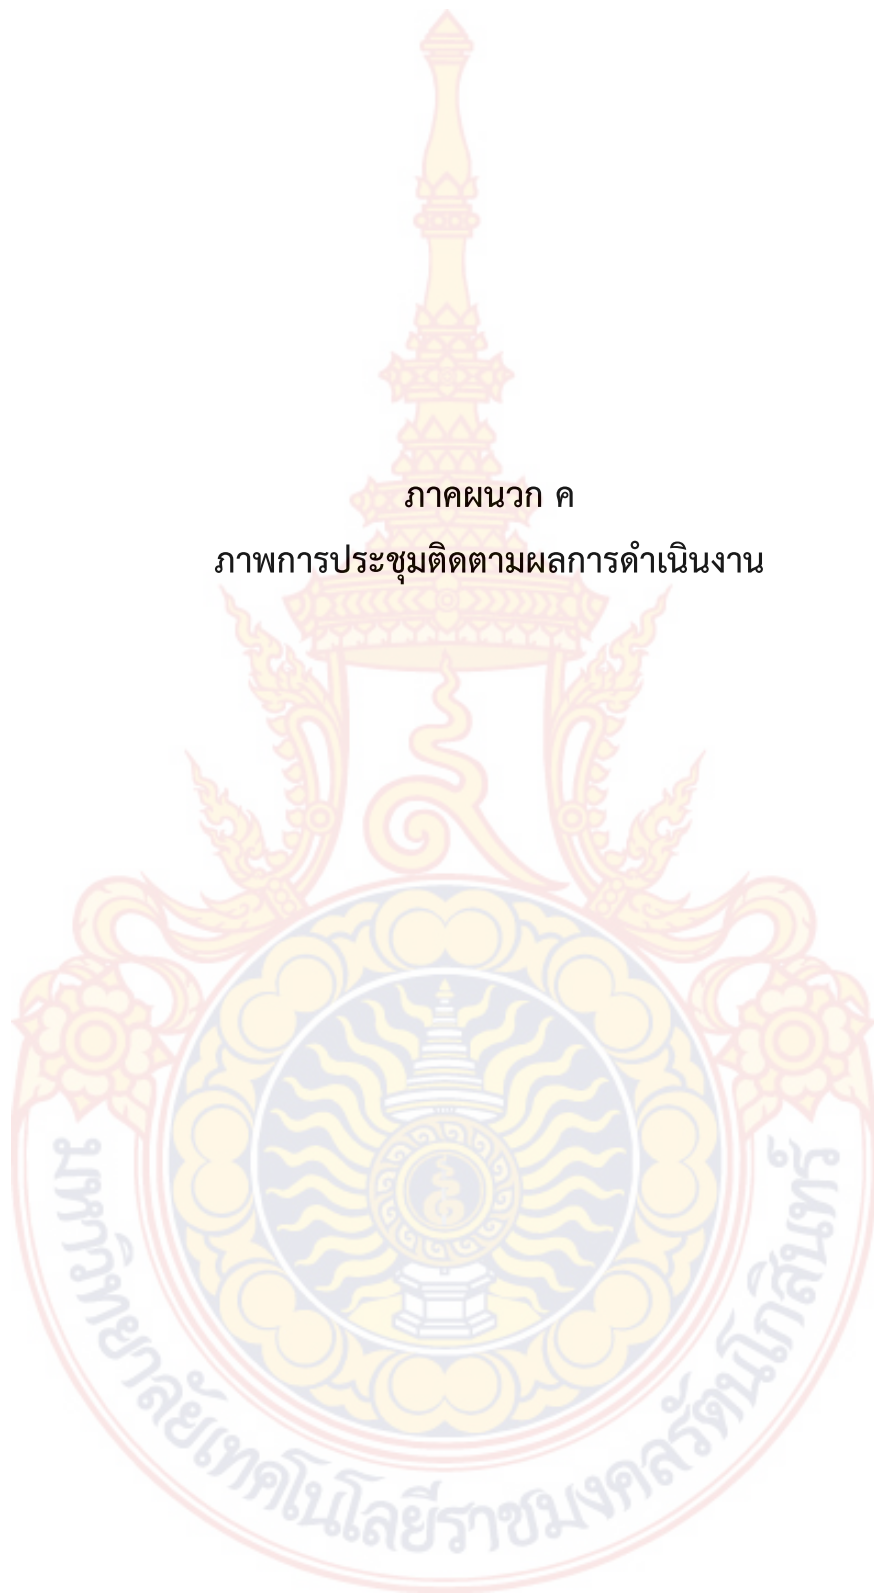 ภาคผนวก ค
ภาพการประชุมติดตามผลการดำเนินงาน
มหาวิทยาลัยเทคโนโลยีราชมงคลรัตนโกสินทร์